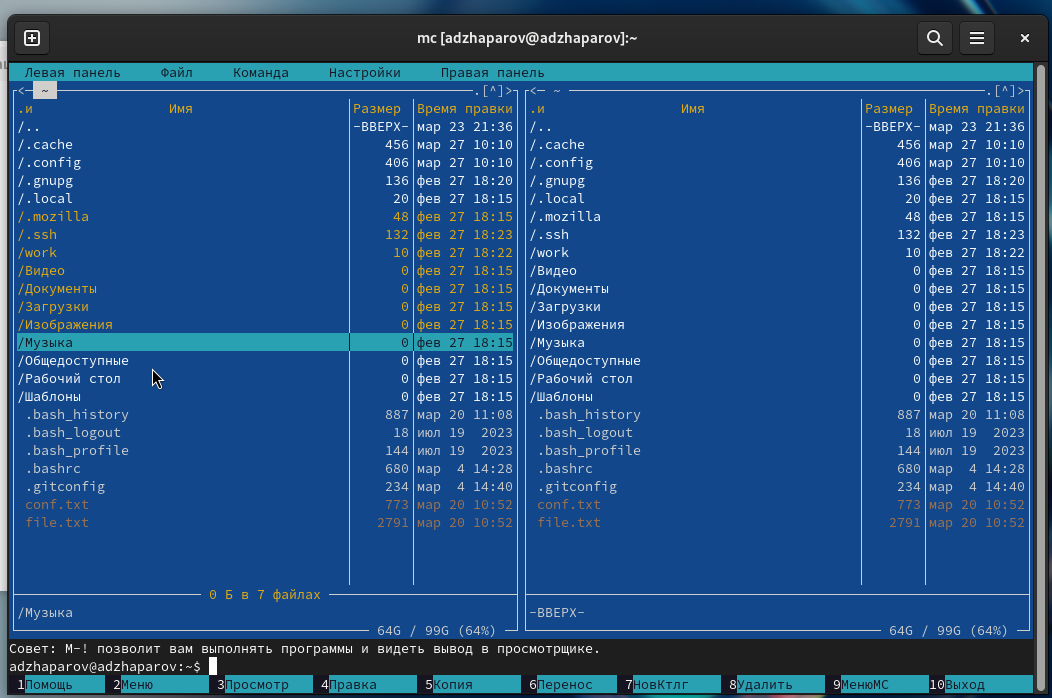 mc [adzhaparov@adzhaparov]:~
Левая панель Файл Команда Настройки Правая панель
<─ ~ .[^]> <─ ~ .[^]>
.и Имя Размер Время правки .и Имя Размер Время правки
/.. -ВВЕРХ- мар 23 21:36 /.. -ВВЕРХ- мар 23 21:36
/.cache 456 мар 27 10:10 /.cache 456 мар 27 10:10
/.config 406 мар 27 10:10 /.config 406 мар 27 10:10
/.gnupg 136 фев 27 18:20 /.gnupg 136 фев 27 18:20
/.local 20 фев 27 18:15 /.local 20 фев 27 18:15
/.mozilla 48 фев 27 18:15 /.mozilla 48 фев 27 18:15
/.ssh 132 фев 27 18:23 /.ssh 132 фев 27 18:23
/work 10 фев 27 18:22 /work 10 фев 27 18:22
/Видео 0 фев 27 18:15 /Видео 0 фев 27 18:15
/Документы 0 фев 27 18:15 /Документы 0 фев 27 18:15
/Загрузки 0 фев 27 18:15 /Загрузки 0 фев 27 18:15
/Изображения 0 фев 27 18:15 /Изображения 0 фев 27 18:15
/Музыка 0 фев 27 18:15 /Музыка 0 фев 27 18:15
/Общедоступные 0 фев 27 18:15 /Общедоступные 0 фев 27 18:15
/Рабочий стол 0 фев 27 18:15 /Рабочий стол 0 фев 27 18:15
/Шаблоны 0 фев 27 18:15 /Шаблоны 0 фев 27 18:15
.bash_history 887 мар 20 11:08 .bash_history 887 мар 20 11:08
.bash_logout 18 июл 19 2023 .bash_logout 18 июл 19 2023
.bash_profile 144 июл 19 2023 .bash_profile 144 июл 19 2023
.bashrc 680 мар 4 14:28 .bashrc 680 мар 4 14:28
.gitconfig 234 мар 4 14:40 .gitconfig 234 мар 4 14:40
conf.txt 773 мар 20 10:52 conf.txt 773 мар 20 10:52
file.txt 2791 мар 20 10:52 file.txt 2791 мар 20 10:52
0 Б в 7 файлах
/Музыка -ВВЕРХ-
64G / 99G (64%) 64G / 99G (64%)
Совет: M-! позволит вам выполнять программы и видеть вывод в просмотрщике.
adzhaparov@adzhaparov:~$
1Помощь 2Меню 3Просмотр 4Правка 5Копия 6Перенос 7НовКтлг 8Удалить 9МенюMC 10Выход